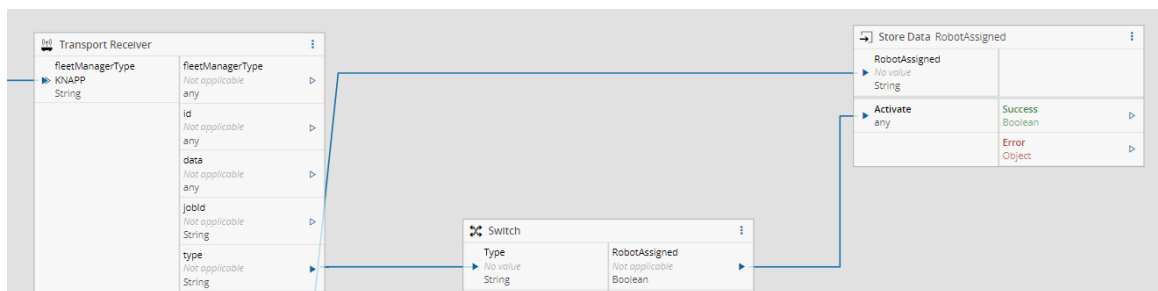 Transport Receiver
fleetManagerType
KNAPP
String
fleetManagerType
Not applicable
any
id
Not applicable
any
data
Not applicable
any
jobId
Not applicable
String
type
Not applicable
String
Switch
Type
No value
String
RobotAssigned
Not applicable
Boolean
Store Data RobotAssigned
RobotAssigned
No value
String
Activate
any
Success
Boolean
Error
Object